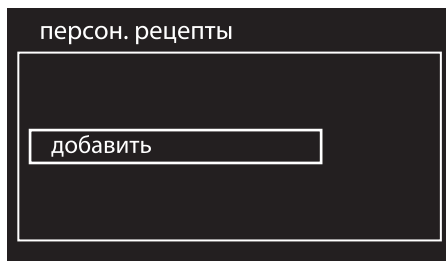 персон. рецепты
добавить